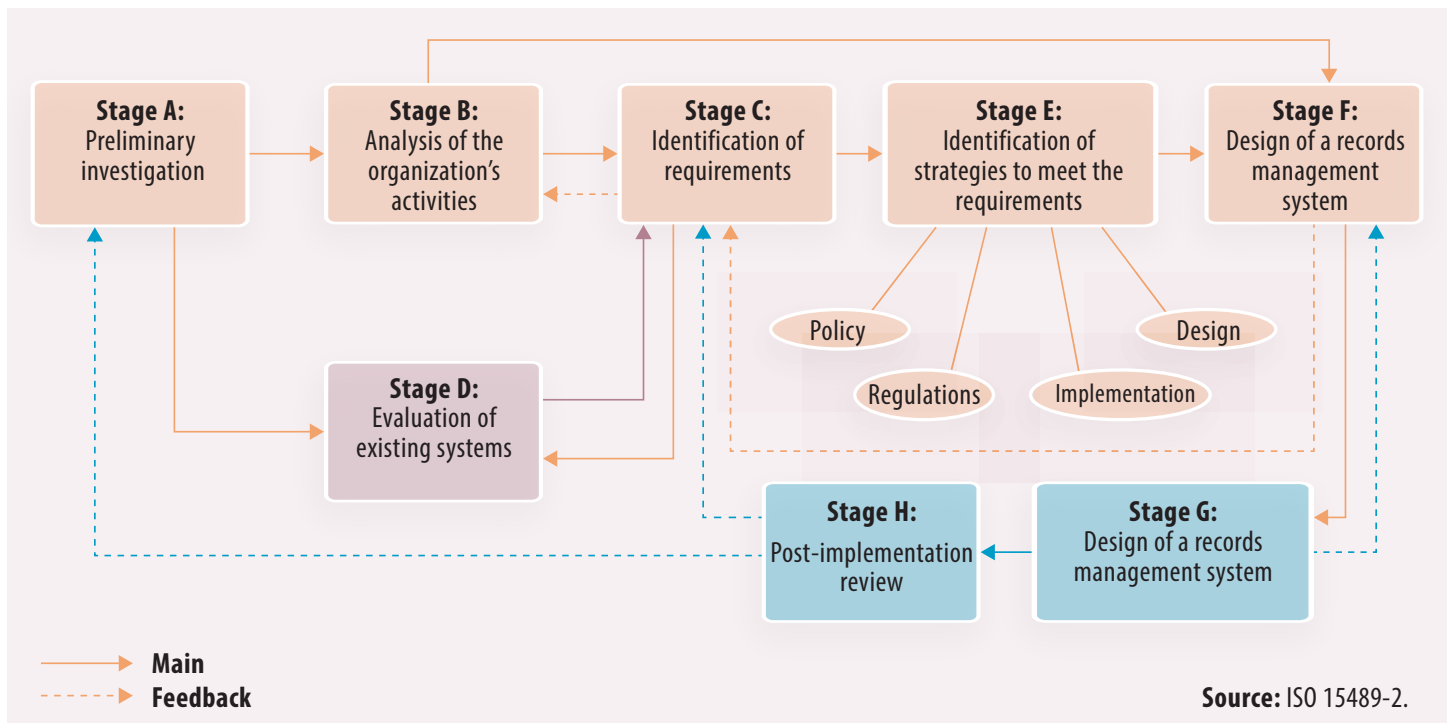 Stage A:
Preliminary
investigation
Stage B:
Analysis of the
organization's
activities
Stage C:
Identification of
requirements
Stage E:
Identification of
strategies to meet the
requirements
Stage F:
Design of a records
management
system
Policy
Design
Regulations
Implementation
Stage D:
Evaluation of
existing systems
Stage H:
Post-implementation
review
Stage G:
Design of a records
management system
Main
Feedback
Source: ISO 15489-2.